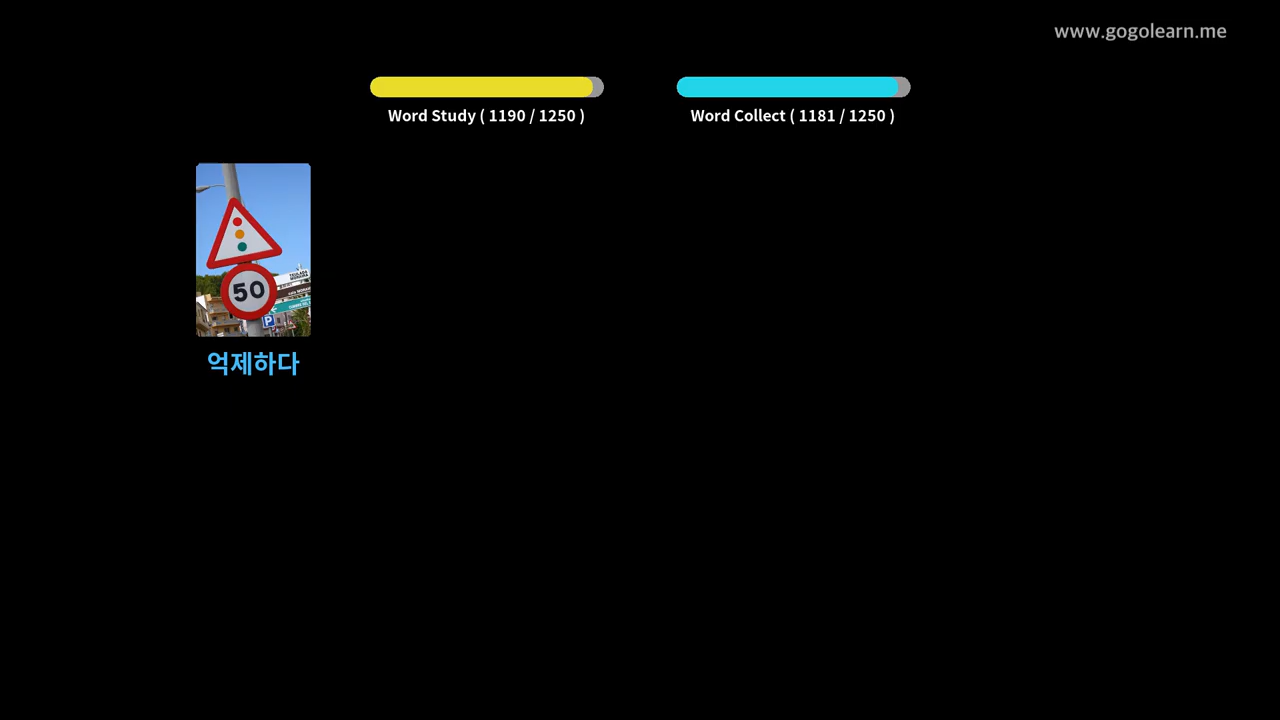 www.gogolearn.me
Word Study ( 1190 / 1250 )
Word Collect ( 1181 / 1250 )
50
P
억제하다